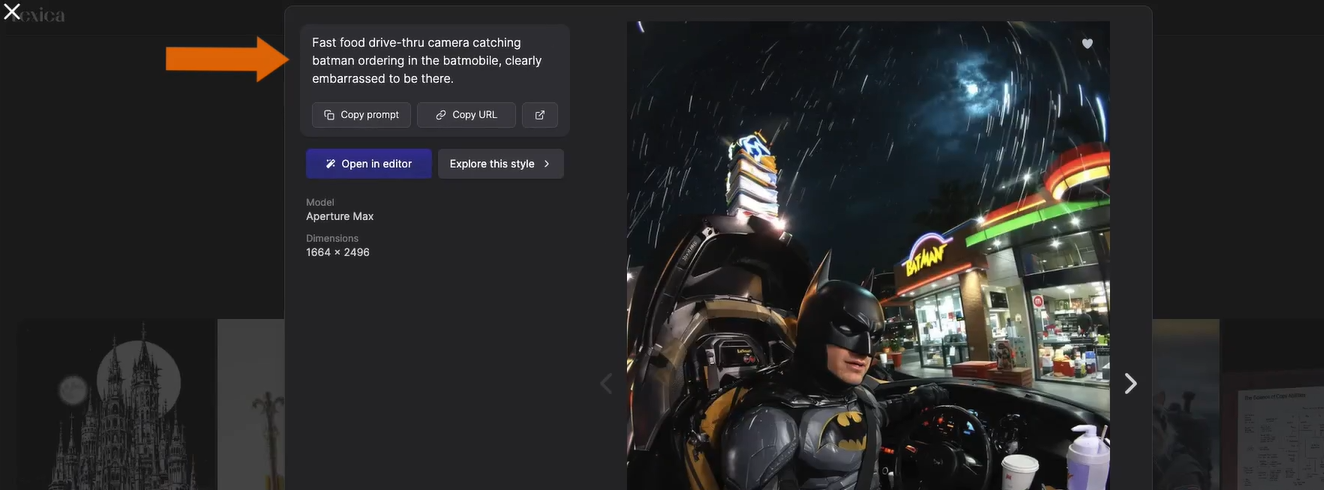 Lexica
Fast food drive-thru camera catching
batman ordering in the batmobile, clearly
embarrassed to be there.
Copy prompt
Copy URL
Open in editor
Explore this style
Model
Aperture Max
Dimensions
1664 × 2496
BATMAN